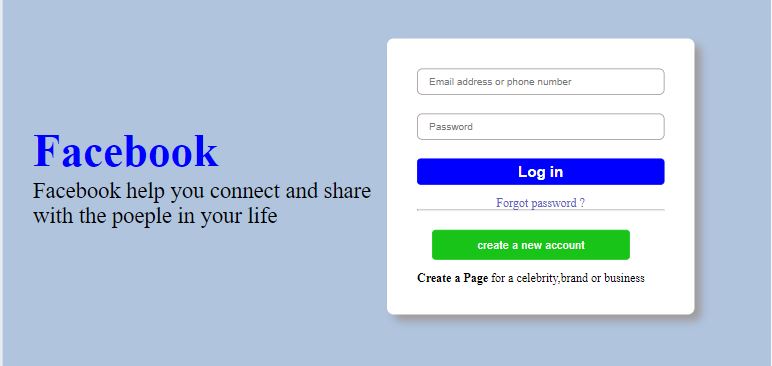 Facebook
Facebook help you connect and share
with the poeple in your life
Email address or phone number
Password
Log in
Forgot password ?
create a new account
Create a Page for a celebrity,brand or business